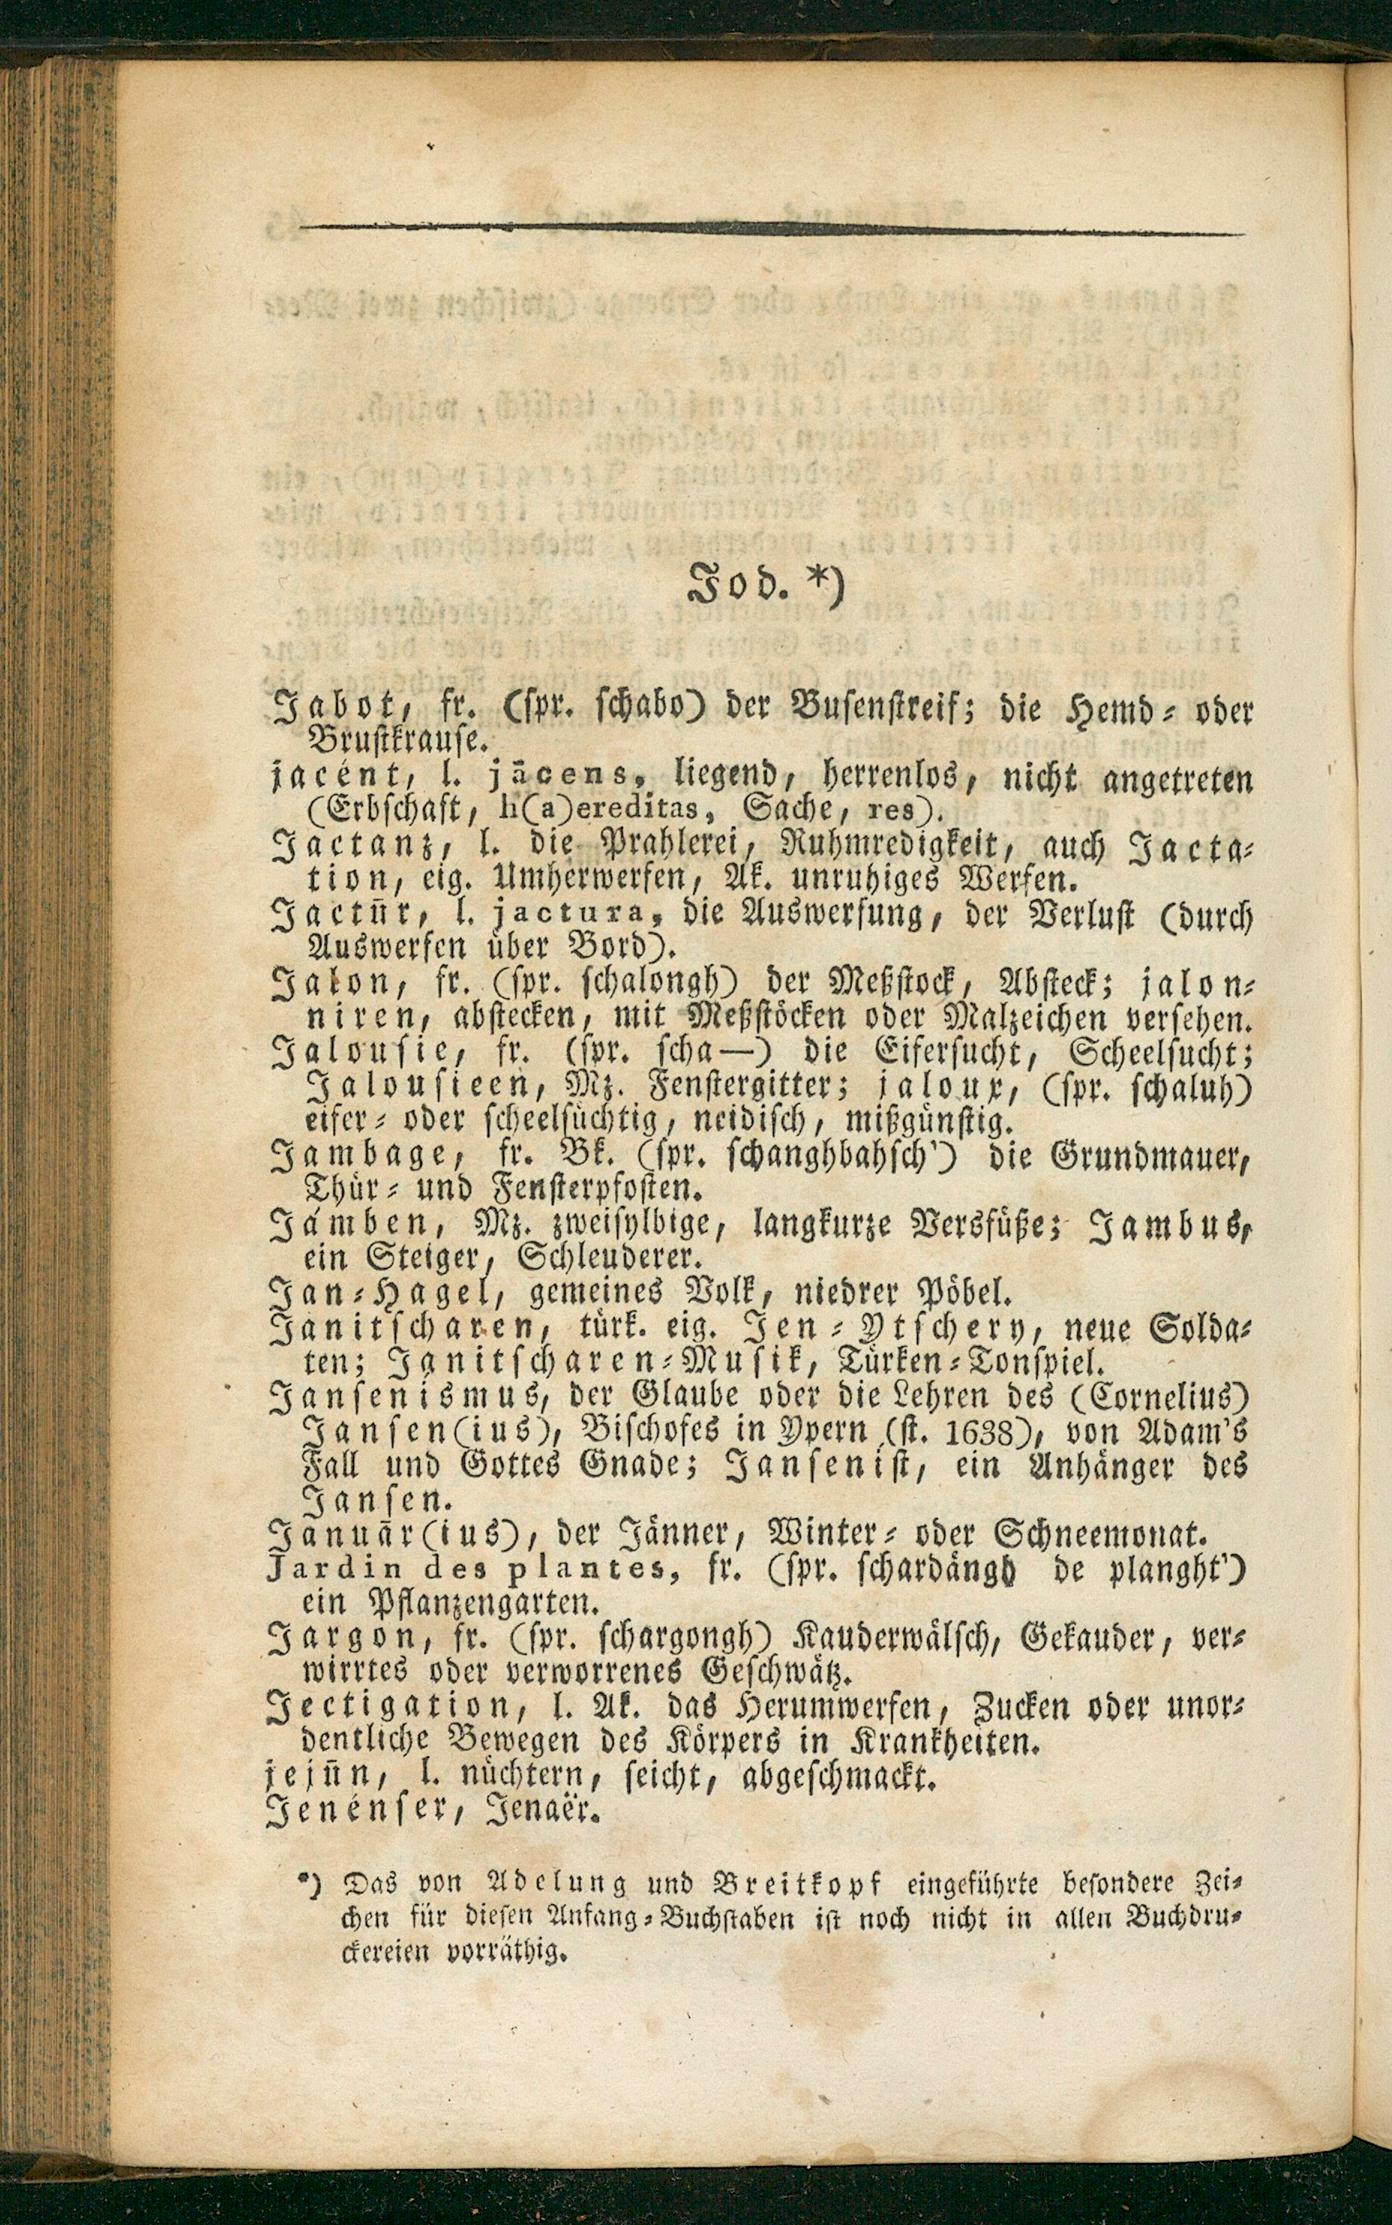 Jod. *)
Jabot, fr. (spr. schabo) der Busenstreif; die Hemd- oder
Brustkrause.
jacént, l. jācens, liegend, herrenlos, nicht angetreten
(Erbschaft, h(a)ereditas, Sache, res).
Jactanz, l. die Prahlerei, Ruhmredigkeit, auch Jacta-
tion, eig. Umherwerfen, Ak. unruhiges Werfen.
Jactūr, l. jactura, die Auswerfung, der Verlust (durch
Auswerfen über Bord).
Jalon, fr. (spr. schalongh) der Meßstock, Absteck; jalon-
niren, abstecken, mit Meßstöcken oder Malzeichen versehen.
Jalousie, fr. (spr. scha—) die Eifersucht, Scheelsucht;
Jalousieen, Mz. Fenstergitter; jaloux, (spr. schaluh)
eifer- oder scheelsüchtig, neidisch, mißgünstig.
Jambage, fr. Bk. (spr. schanghbahsch') die Grundmauer,
Thür- und Fensterpfosten.
Jámben, Mz. zweisylbige, langkurze Versfüße; Jambus,
ein Steiger, Schleuderer.
Jan-Hagel, gemeines Volk, niedrer Pöbel.
Janitscharen, türk. eig. Jen-Ytschery, neue Solda-
ten; Janitscharen-Musik, Türken-Tonspiel.
Jansenismus, der Glaube oder die Lehren des (Cornelius)
Jansen(ius), Bischofes in Ypern (st. 1638), von Adam's
Fall und Gottes Gnade; Jansenist, ein Anhänger des
Jansen.
Januār(ius), der Jänner, Winter- oder Schneemonat.
Jardin des plantes, fr. (spr. schardängh de planght')
ein Pflanzengarten.
Jargon, fr. (spr. schargongh) Kauderwälsch, Gekauder, ver-
wirrtes oder verworrenes Geschwätz.
Jectigation, l. Ak. das Herumwerfen, Zucken oder unor-
dentliche Bewegen des Körpers in Krankheiten.
jejūn, l. nüchtern, seicht, abgeschmackt.
Jenénser, Jenaër.
*) Das von Adelung und Breitkopf eingeführte besondere Zei-
chen für diesen Anfang-Buchstaben ist noch nicht in allen Buchdru-
ckereien vorräthig.